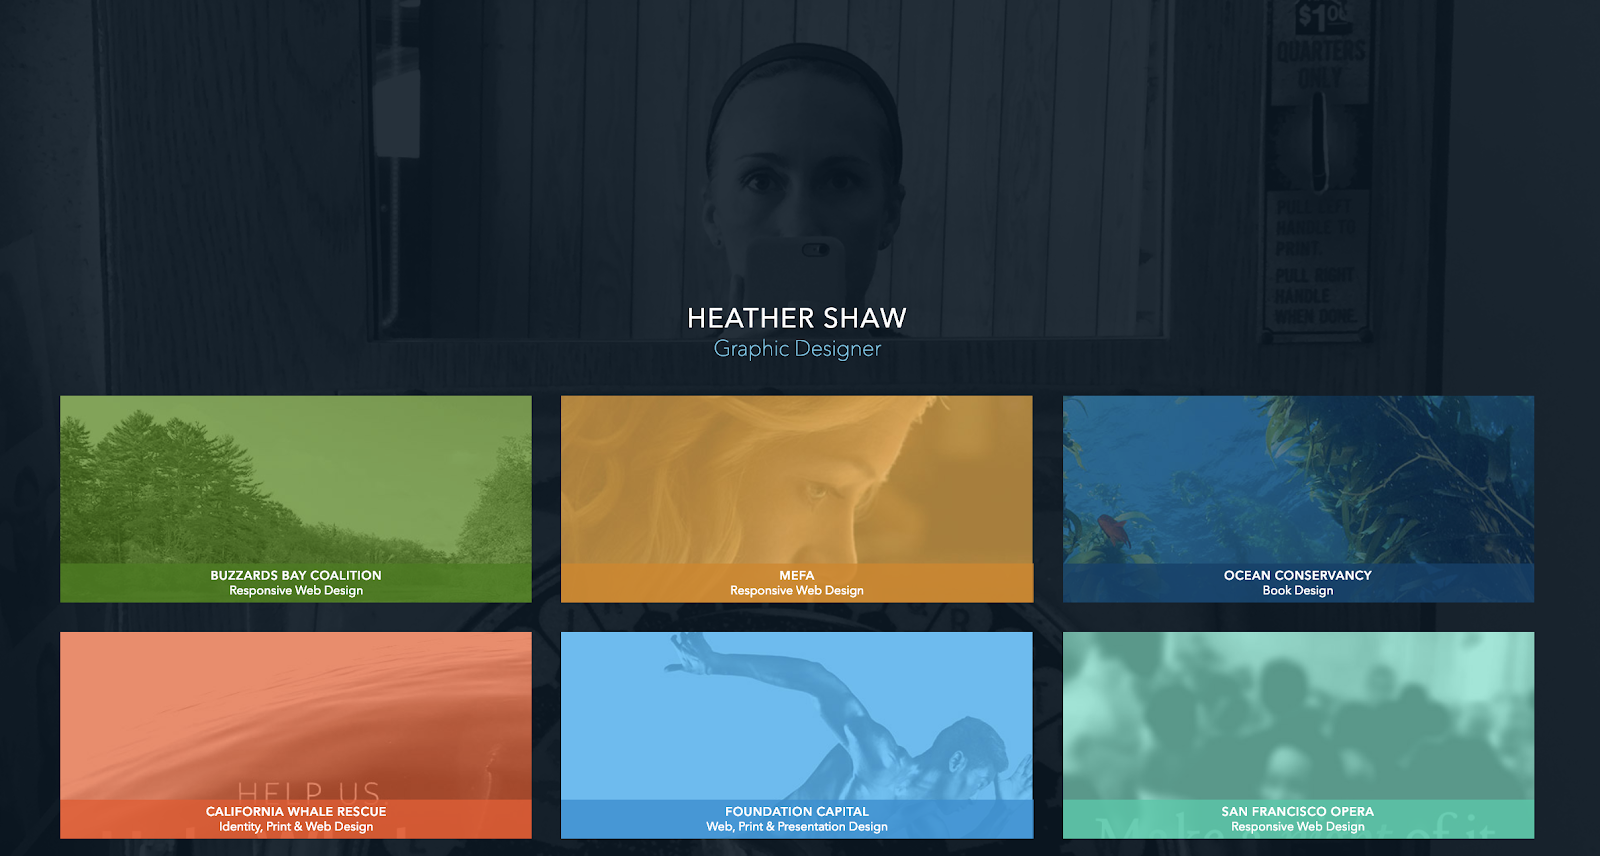 $1.00
QUARTERS
ONLY
PULL LEFT
HANDLE TO
PRINT.
PULL RIGHT
HANDLE
WHEN DONE.
HEATHER SHAW
Graphic Designer
BUZZARDS BAY COALITION
Responsive Web Design
MEFA
Responsive Web Design
OCEAN CONSERVANCY
Book Design
HELP US
CALIFORNIA WHALE RESCUE
Identity, Print & Web Design
FOUNDATION CAPITAL
Web, Print & Presentation Design
SAN FRANCISCO OPERA
Responsive Web Design
of it